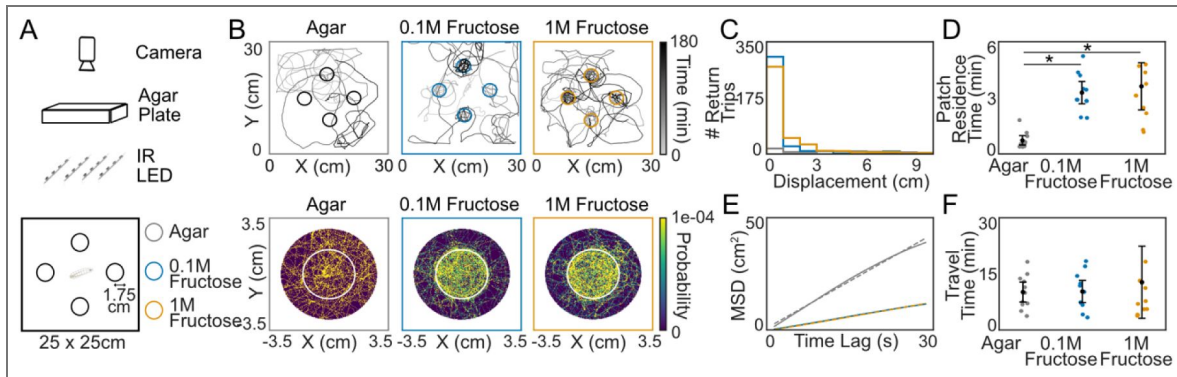 A
Camera
Agar
Plate
IR
LED
Agar
0.1M
Fructose
1M
Fructose
1.75
cm
25 x 25cm
B
Agar
0.1M Fructose
1M Fructose
30
Y (cm)
0
0
X (cm)
30
0
X (cm)
30
0
X (cm)
30
180
Time (min)
0
Agar
0.1M Fructose
1M Fructose
3.5
Y (cm)
3.5
-3.5
X (cm)
3.5
-3.5
X (cm)
3.5
-3.5
X (cm)
3.5
1e-04
Probability
0
C
350
175
0
# Return
Trips
0
3
6
9
Displacement (cm)
D
6
3
0
Patch
Residence
Time (min)
*
*
Agar
0.1M
Fructose
1M
Fructose
E
50
MSD (cm²)
0
0
Time Lag (s)
30
F
30
15
0
Travel
Time (min)
Agar
0.1M
Fructose
1M
Fructose